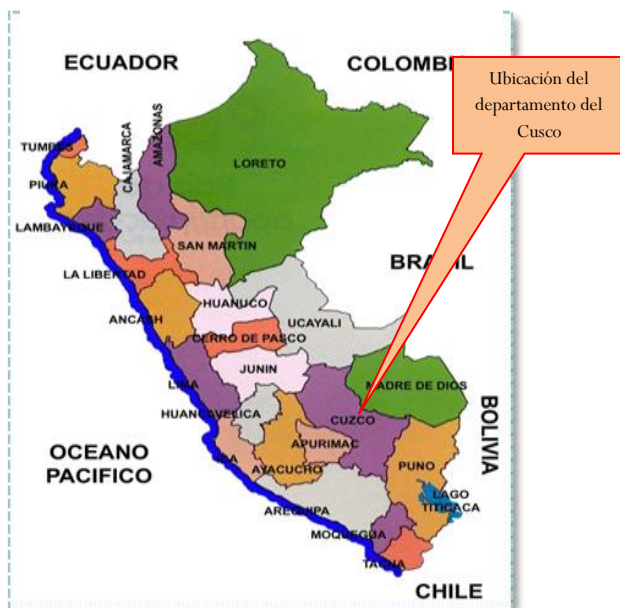 ECUADOR
COLOMBI
Ubicación del
departamento del
Cusco
TUMBES
CAJAMARCA
AMAZONAS
PIURA
LORETO
LAMBAYEQUE
SAN MARTIN
LA LIBERTAD
BRASIL
HUANUCO
ANCASH
UCAYALI
CERRO DE PASCO
JUNIN
LIMA
MADRE DE DIOS
HUANCAVELICA
CUZCO
BOLIVIA
OCEANO
PACIFICO
APURIMAC
AYACUCHO
PUNO
LAGO
TITICACA
AREQUIPA
MOQUEGUA
TACNA
CHILE